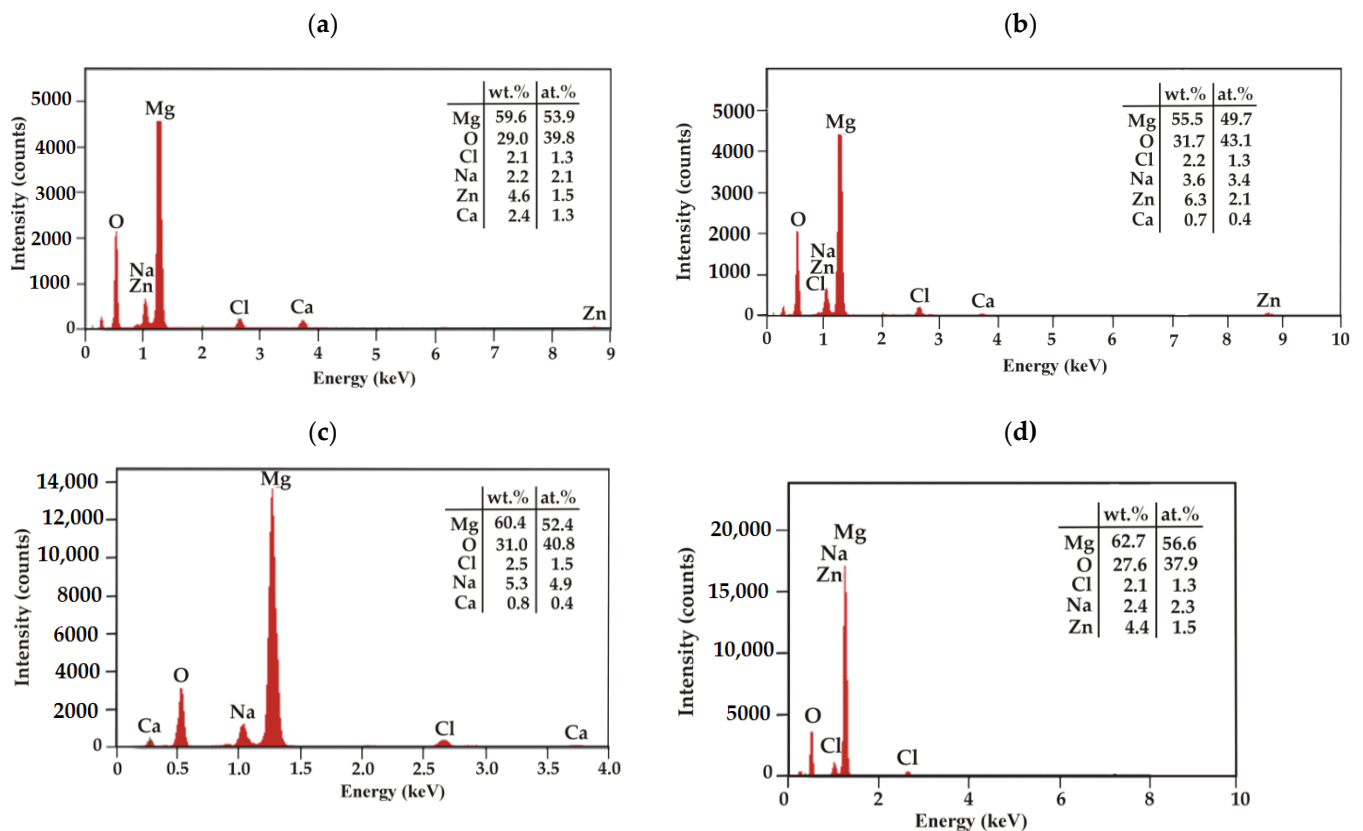 (a)
5000
4000
3000
2000
1000
0
Intensity (counts)
O
Na
Zn
Mg
Cl
Ca
Zn
wt.% at.%
Mg 59.6 53.9
O 29.0 39.8
Cl 2.1 1.3
Na 2.2 2.1
Zn 4.6 1.5
Ca 2.4 1.3
0 1 2 3 4 5 6 7 8 9
Energy (keV)
(b)
5000
4000
3000
2000
1000
0
Intensity (counts)
O
Na
Zn
Cl
Mg
Cl
Ca
Zn
wt.% at.%
Mg 55.5 49.7
O 31.7 43.1
Cl 2.2 1.3
Na 3.6 3.4
Zn 6.3 2.1
Ca 0.7 0.4
0 1 2 3 4 5 6 7 8 9 10
Energy (keV)
(c)
14,000
12,000
10,000
8000
6000
4000
2000
0
Intensity (counts)
Ca
O
Na
Mg
Cl
Ca
wt.% at.%
Mg 60.4 52.4
O 31.0 40.8
Cl 2.5 1.5
Na 5.3 4.9
Ca 0.8 0.4
0 0.5 1.0 1.5 2.0 2.5 3.0 3.5 4.0
Energy (keV)
(d)
20,000
15,000
10,000
5000
0
Intensity (counts)
O
Cl
Mg
Na
Zn
Cl
wt.% at.%
Mg 62.7 56.6
O 27.6 37.9
Cl 2.1 1.3
Na 2.4 2.3
Zn 4.4 1.5
0 2 4 6 8 10
Energy (keV)